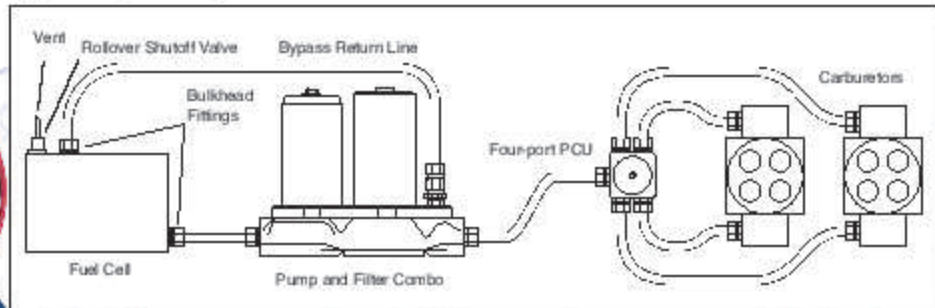 Vent
Rollover Shutoff Valve
Bypass Return Line
Carburetors
Bulkhead
Fittings
Four-port PCU
Fuel Cell
Pump and Filter Combo